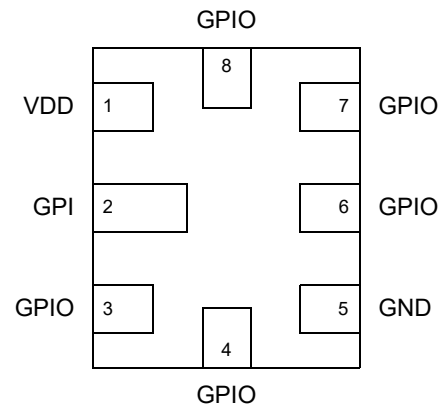 GPIO
8
VDD 1 7 GPIO
GPI 2 6 GPIO
GPIO 3 5 GND
4
GPIO